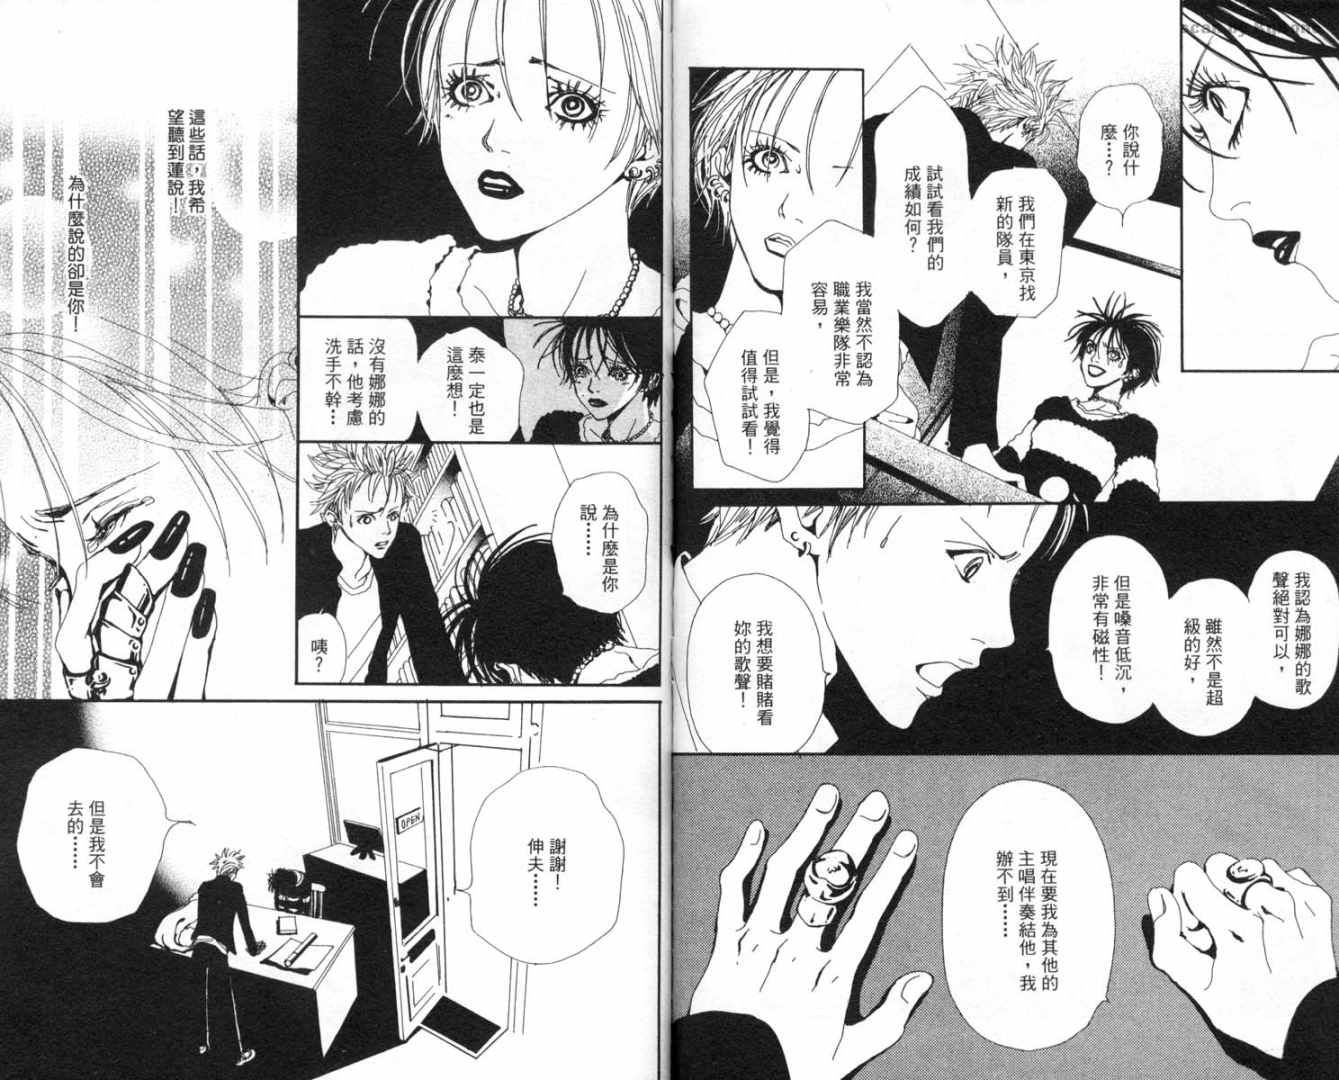 你說什
麼…?
我們在東京找
新的隊員，
試試看我們的
成績如何?
我當然不認為
職業樂隊非常
容易，
但是，我覺得
值得試試看!
我認為娜娜的歌
聲絕對可以，
雖然不是超
級的好，
但是嗓音低沉，
非常有磁性!
我想要賭賭看
妳的歌聲!
現在要我為其他的
主唱伴奏結他，我
辦不到……
泰一定也是
這麼想!
沒有娜娜的
話，他考慮
洗手不幹…
為什麼是你
說……
咦?
這些話，我希
望聽到蓮說!
為什麼說的卻是你!
謝謝!
伸夫……
OPEN
但是我不會
去的……